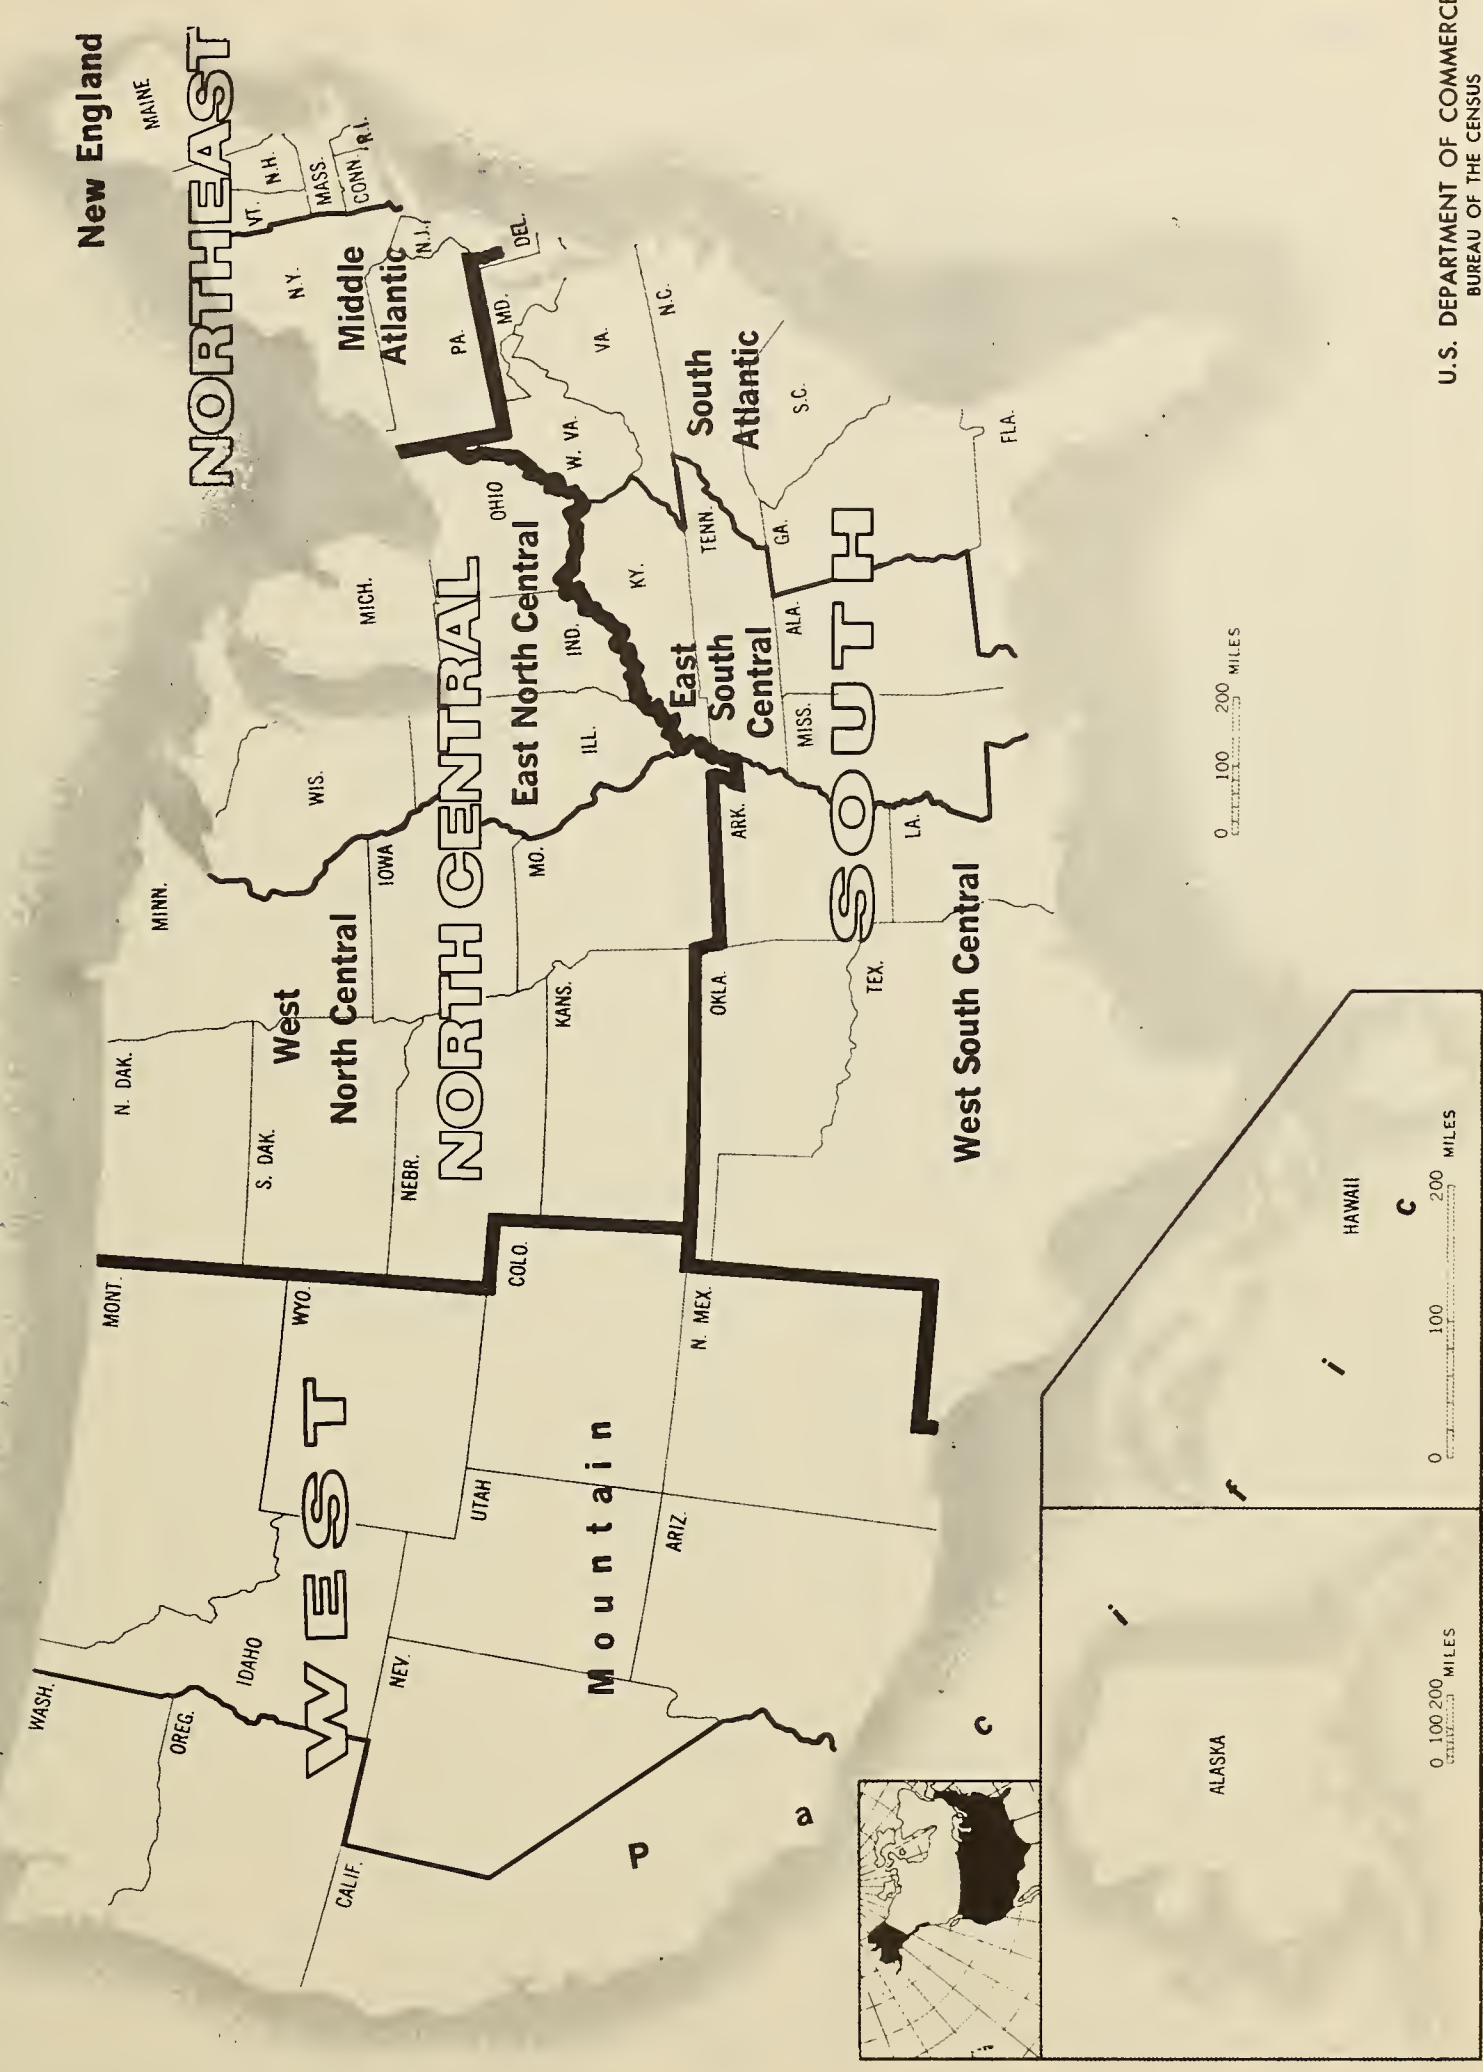 WEST
NORTH CENTRAL
NORTHEAST
SOUTH
New England
Middle
Atlantic
South
Atlantic
East North Central
West
North Central
East
South
Central
West South Central
Mountain
Pacific
WASH.
OREG.
CALIF.
IDAHO
NEV.
MONT.
WYO.
UTAH
ARIZ.
COLO.
N. MEX.
N. DAK.
S. DAK.
NEBR.
KANS.
OKLA.
TEX.
MINN.
IOWA
MO.
ARK.
LA.
WIS.
ILL.
MICH.
IND.
OHIO
KY.
TENN.
MISS.
ALA.
GA.
FLA.
S.C.
N.C.
VA.
W. VA.
MD.
DEL.
PA.
N.J.
N.Y.
CONN.
R.I.
MASS.
VT.
N.H.
MAINE
ALASKA
0 100 200
MILES
HAWAII
0 100 200
MILES
0 100 200
MILES
U.S. DEPARTMENT OF COMMERCE
BUREAU OF THE CENSUS